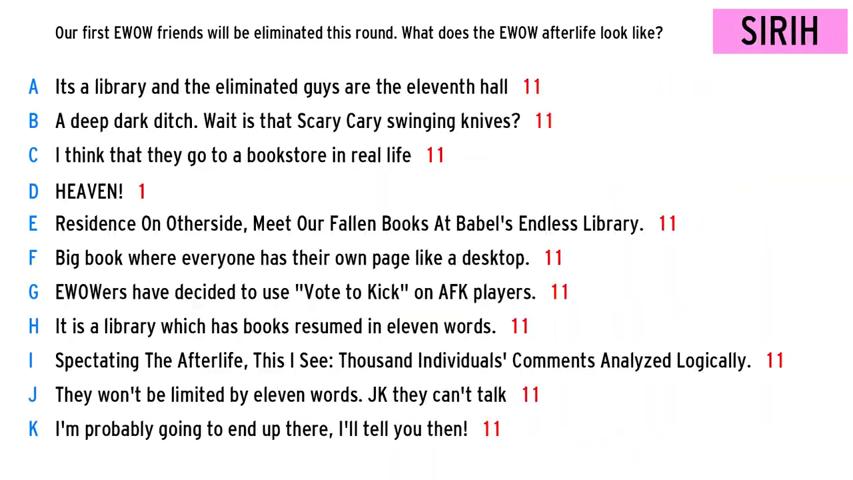 Our first EWOW friends will be eliminated this round. What does the EWOW afterlife look like?
SIRIH
A Its a library and the eliminated guys are the eleventh hall 11
B A deep dark ditch. Wait is that Scary Cary swinging knives? 11
C I think that they go to a bookstore in real life 11
D HEAVEN! 1
E Residence On Otherside, Meet Our Fallen Books At Babel's Endless Library. 11
F Big book where everyone has their own page like a desktop. 11
G EWOWers have decided to use "Vote to Kick" on AFK players. 11
H It is a library which has books resumed in eleven words. 11
I Spectating The Afterlife, This I See: Thousand Individuals' Comments Analyzed Logically. 11
J They won't be limited by eleven words. JK they can't talk 11
K I'm probably going to end up there, I'll tell you then! 11